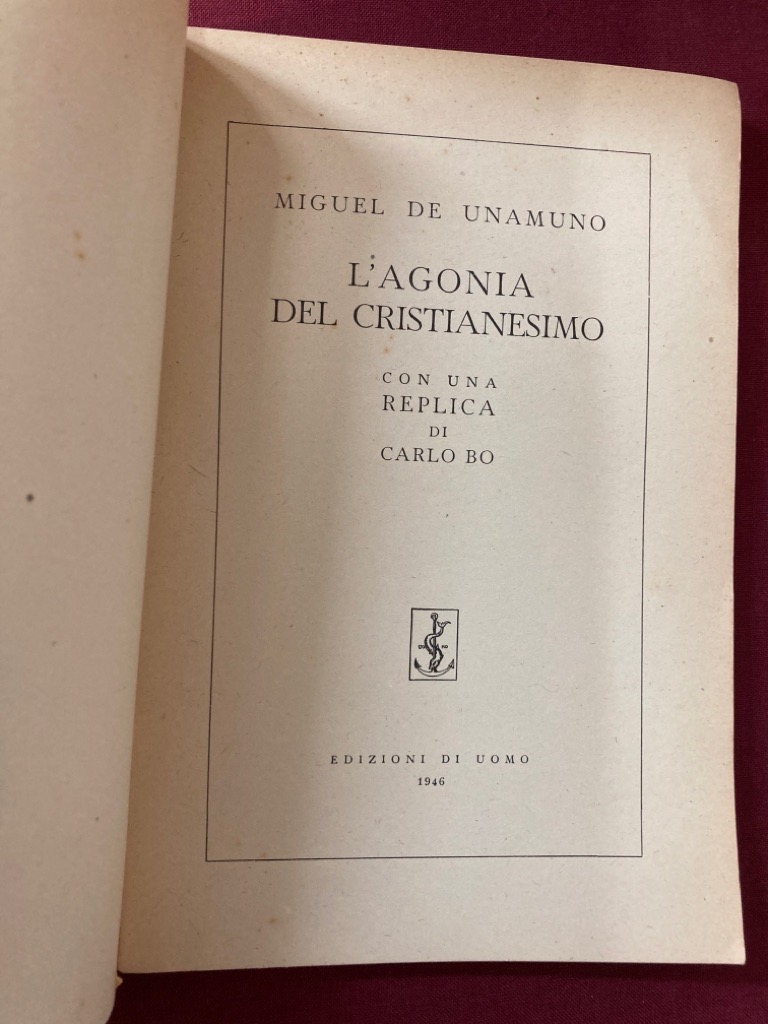 MIGUEL DE UNAMUNO
L'AGONIA
DEL CRISTIANESIMO
CON UNA
REPLICA
DI
CARLO BO
EDIZIONI DI UOMO
1946